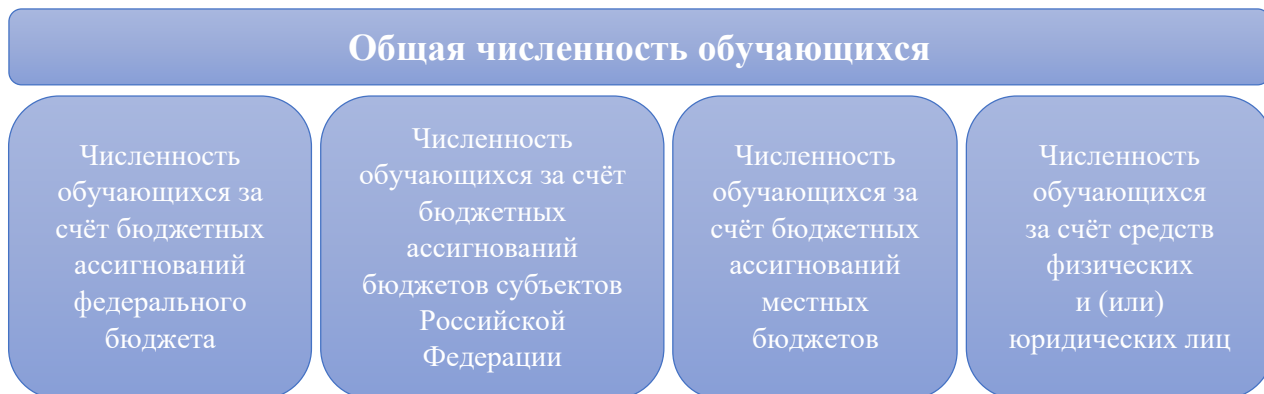 Общая численность обучающихся
Численность
обучающихся за
счёт бюджетных
ассигнований
федерального
бюджета
Численность
обучающихся за счёт
бюджетных
ассигнований
бюджетов субъектов
Российской
Федерации
Численность
обучающихся за
счёт бюджетных
ассигнований
местных
бюджетов
Численность
обучающихся
за счёт средств
физических
и (или)
юридических лиц